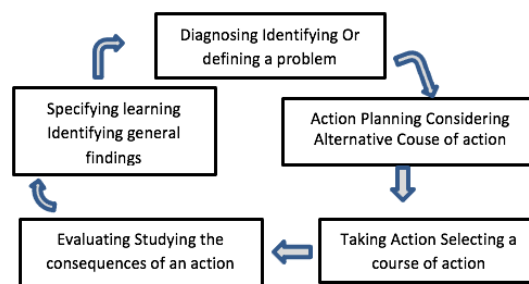 Diagnosing Identifying Or
defining a problem
Specifying learning
Identifying general
findings
Action Planning Considering
Alternative Couse of action
Evaluating Studying the
consequences of an action
Taking Action Selecting a
course of action